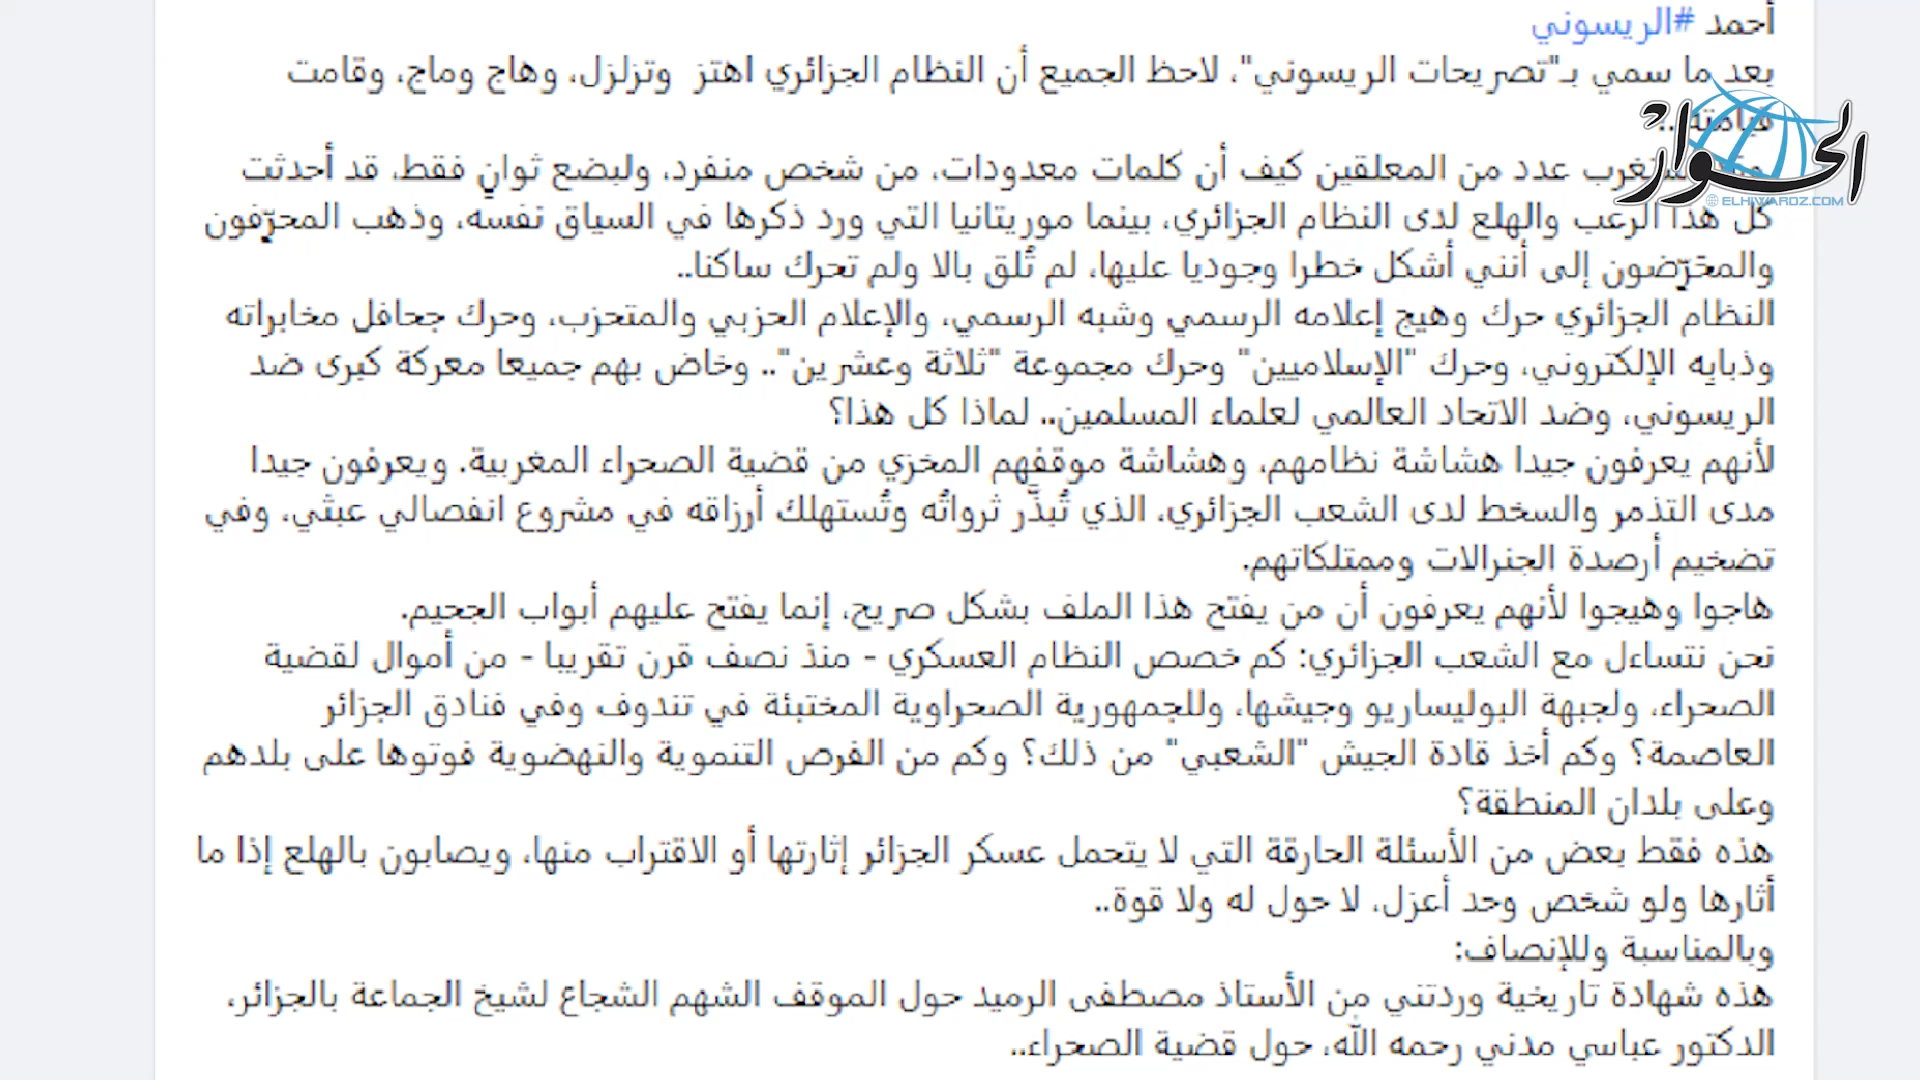 أحمد #الريسوني
بعد ما سمي بـ"تصريحات الريسوني"، لاحظ الجميع أن النظام الجزائري اهتز وتزلزل، وهاج وماج، وقامت
قيامته..
عدد من المعلقين كيف أن كلمات معدودات، من شخص منفرد، ولبضع ثوانٍ فقط، قد أحدثت
كل هذا الرعب والهلع لدى النظام الجزائري، بينما موريتانيا التي ورد ذكرها في السياق نفسه، وذهب المحرّفون
والمحَرّضون إلى أنني أشكل خطرا وجوديا عليها، لم تُلق بالا ولم تحرك ساكنا..
النظام الجزائري حرك وهيج إعلامه الرسمي وشبه الرسمي، والإعلام الحزبي والمتحزب، وحرك جحافل مخابراته
وذبابه الإلكتروني، وحرك "الإسلاميين" وحرك مجموعة "ثلاثة وعشرين".. وخاض بهم جميعا معركة كبرى ضد
الريسوني، وضد الاتحاد العالمي لعلماء المسلمين.. لماذا كل هذا؟
لأنهم يعرفون جيدا هشاشة نظامهم، وهشاشة موقفهم المخزي من قضية الصحراء المغربية. ويعرفون جيدا
مدى التذمر والسخط لدى الشعب الجزائري، الذي تُبذَّر ثرواتُه وتُستهلك أرزاقه في مشروع انفصالي عبثي، وفي
تضخيم أرصدة الجنرالات وممتلكاتهم.
هاجوا وهيجوا لأنهم يعرفون أن من يفتح هذا الملف بشكل صريح، إنما يفتح عليهم أبواب الجحيم.
نحن نتساءل مع الشعب الجزائري: كم خصص النظام العسكري - منذ نصف قرن تقريبا - من أموال لقضية
الصحراء، ولجبهة البوليساريو وجيشها، وللجمهورية الصحراوية المختبئة في تندوف وفي فنادق الجزائر
العاصمة؟ وكم أخذ قادة الجيش "الشعبي" من ذلك؟ وكم من الفرص التنموية والنهضوية فوتوها على بلدهم
وعلى بلدان المنطقة؟
هذه فقط بعض من الأسئلة الحارقة التي لا يتحمل عسكر الجزائر إثارتها أو الاقتراب منها، ويصابون بالهلع إذا ما
أثارها ولو شخص وحد أعزل، لا حول له ولا قوة..
وبالمناسبة وللإنصاف:
هذه شهادة تاريخية وردتني من الأستاذ مصطفى الرميد حول الموقف الشهم الشجاع لشيخ الجماعة بالجزائر،
الدكتور عباسي مدني رحمه الله، حول قضية الصحراء..
الحوار
ELHIWARDZ.COM